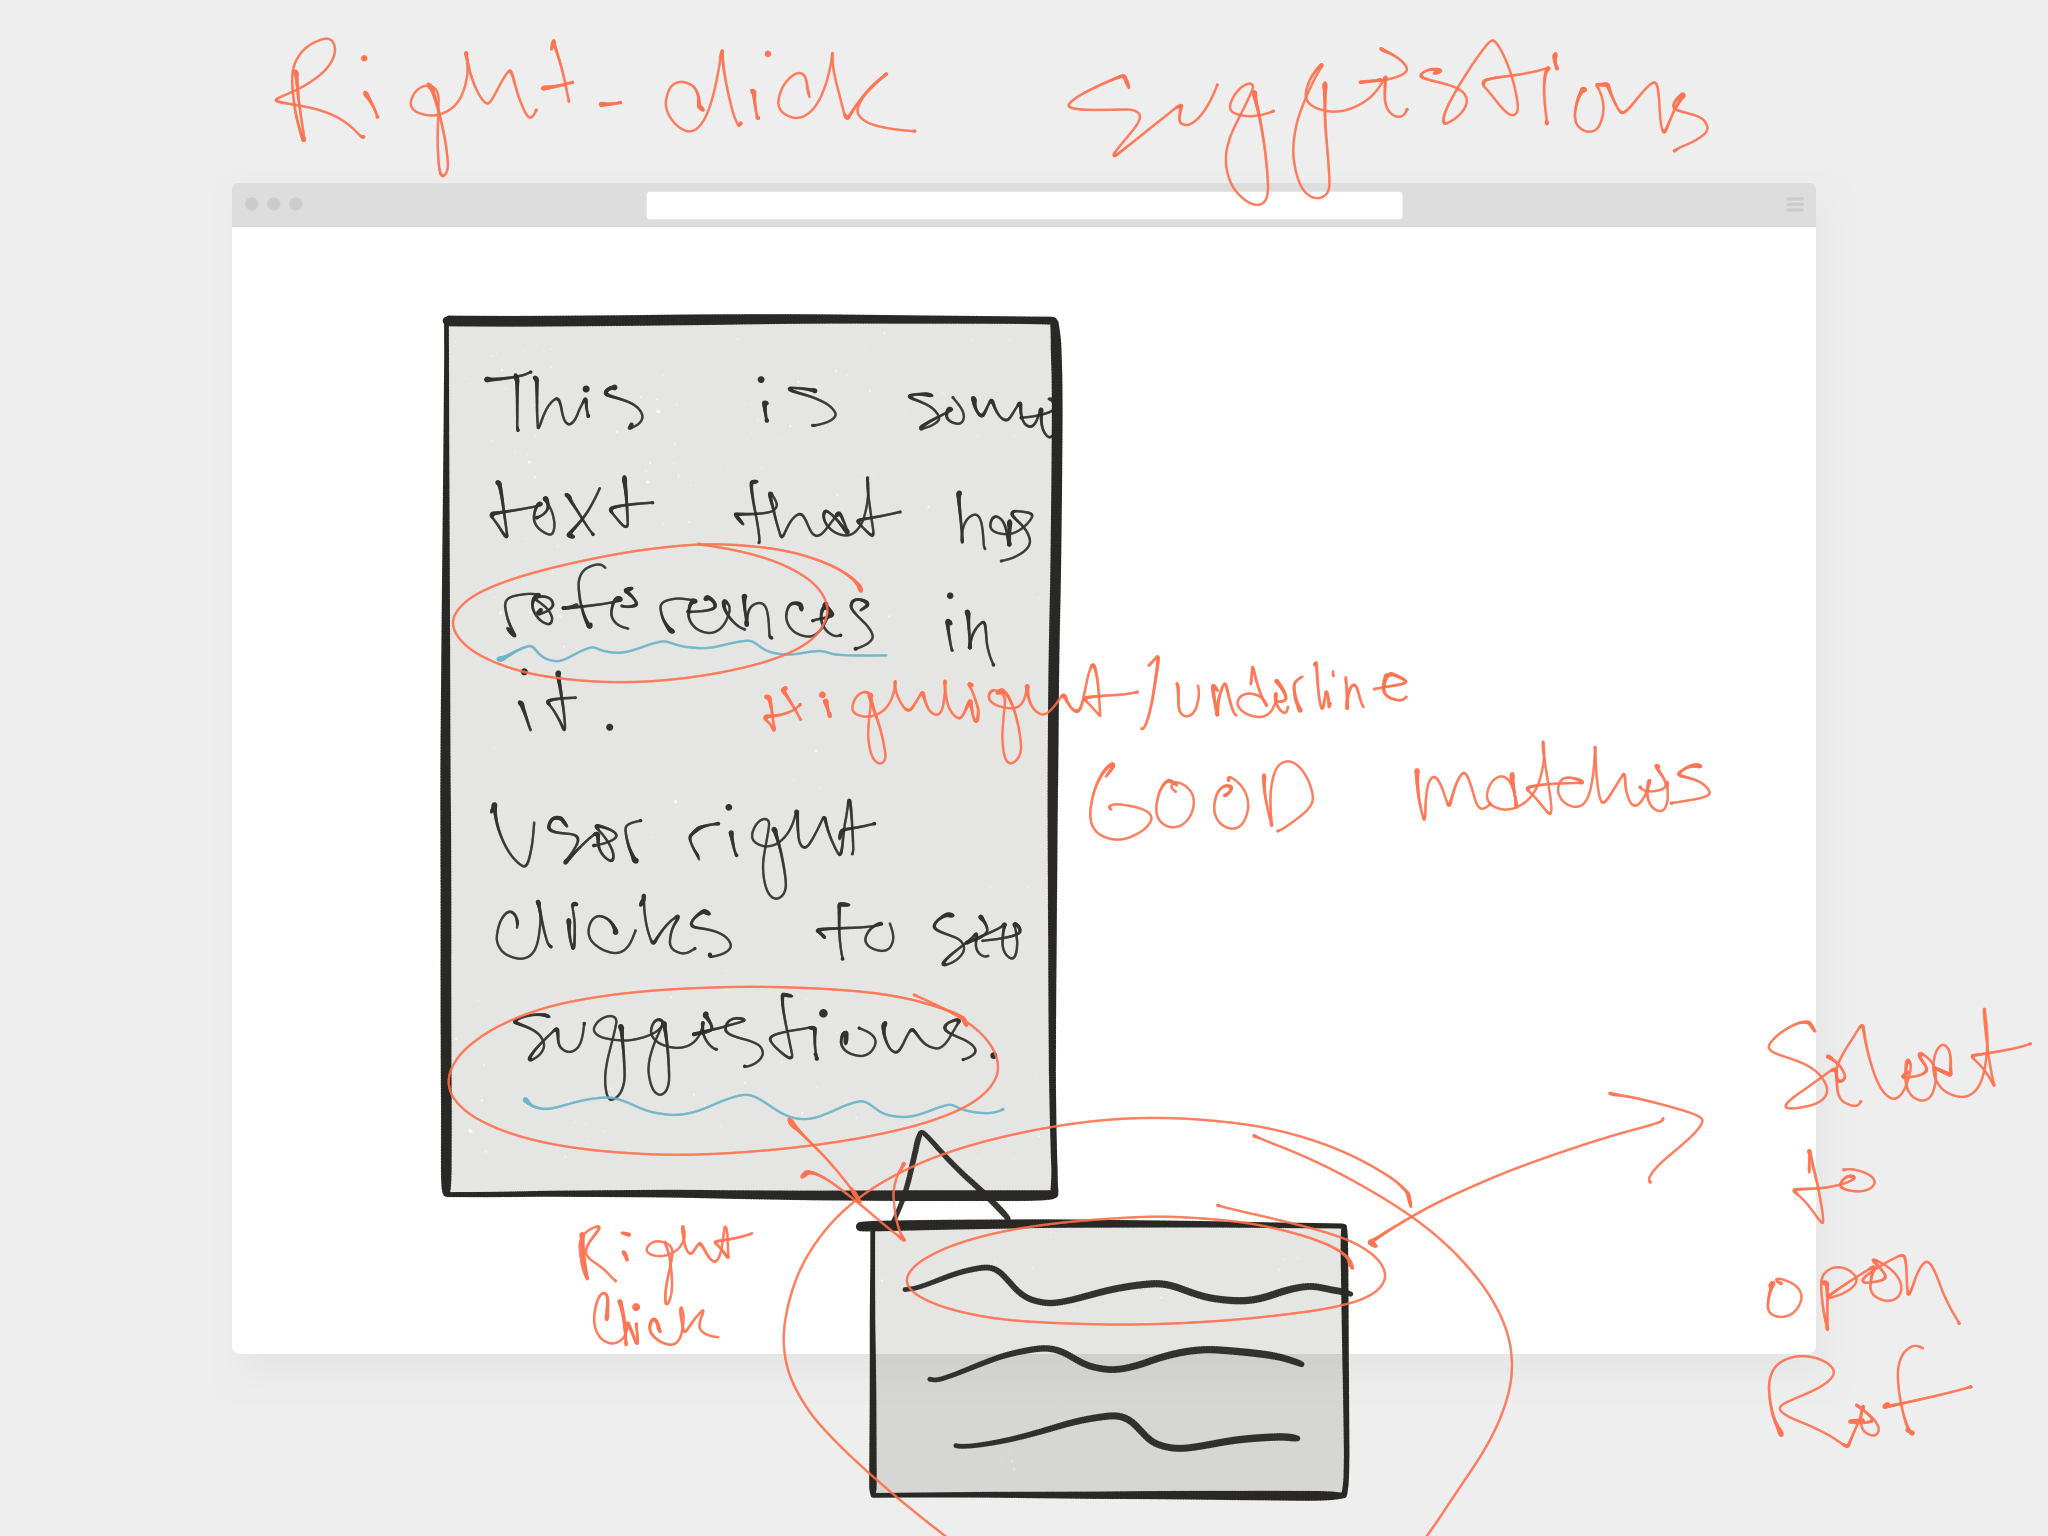 Right-click suggestions
This is some
text that has
references in
it.
Highlight/underline
GOOD matches
User right
clicks to see
suggestions.
Right
Click
Select
to
open
Ref